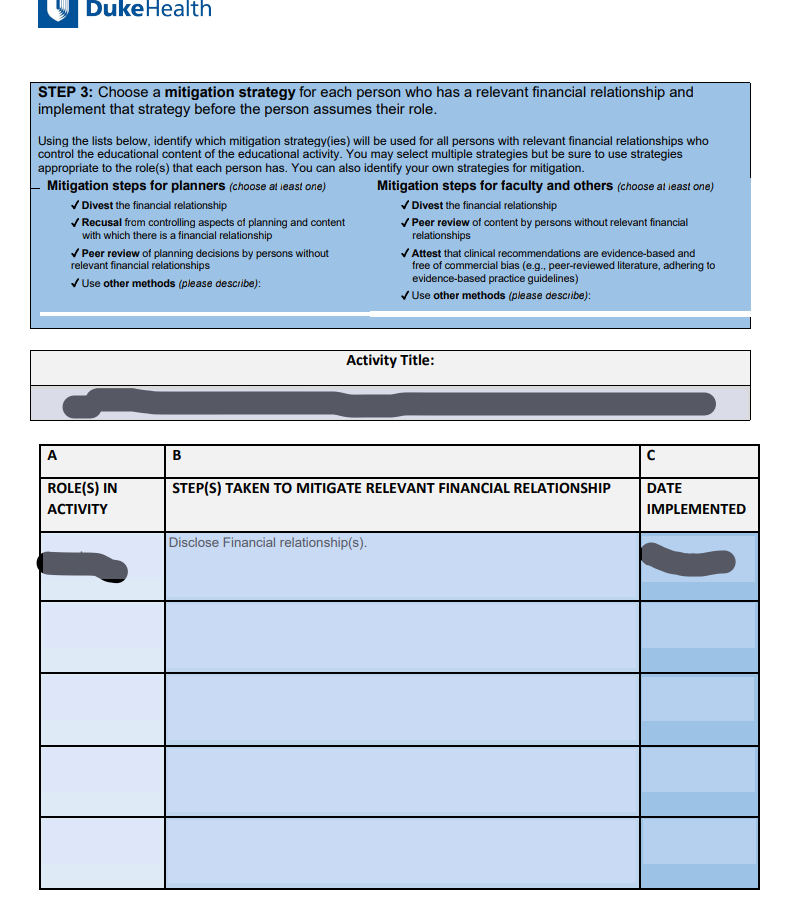 DukeHealth
STEP 3: Choose a mitigation strategy for each person who has a relevant financial relationship and
implement that strategy before the person assumes their role.
Using the lists below, identify which mitigation strategy(ies) will be used for all persons with relevant financial relationships who
control the educational content of the educational activity. You may select multiple strategies but be sure to use strategies
appropriate to the role(s) that each person has. You can also identify your own strategies for mitigation.
Mitigation steps for planners (choose at least one)
✓ Divest the financial relationship
✓ Recusal from controlling aspects of planning and content
with which there is a financial relationship
✓ Peer review of planning decisions by persons without
relevant financial relationships
✓ Use other methods (please describe):
Mitigation steps for faculty and others (choose at least one)
✓ Divest the financial relationship
✓ Peer review of content by persons without relevant financial
relationships
✓ Attest that clinical recommendations are evidence-based and
free of commercial bias (e.g., peer-reviewed literature, adhering to
evidence-based practice guidelines)
✓ Use other methods (please describe):
Activity Title:
A B C
ROLE(S) IN
ACTIVITY
STEP(S) TAKEN TO MITIGATE RELEVANT FINANCIAL RELATIONSHIP
DATE
IMPLEMENTED
Disclose Financial relationship(s).